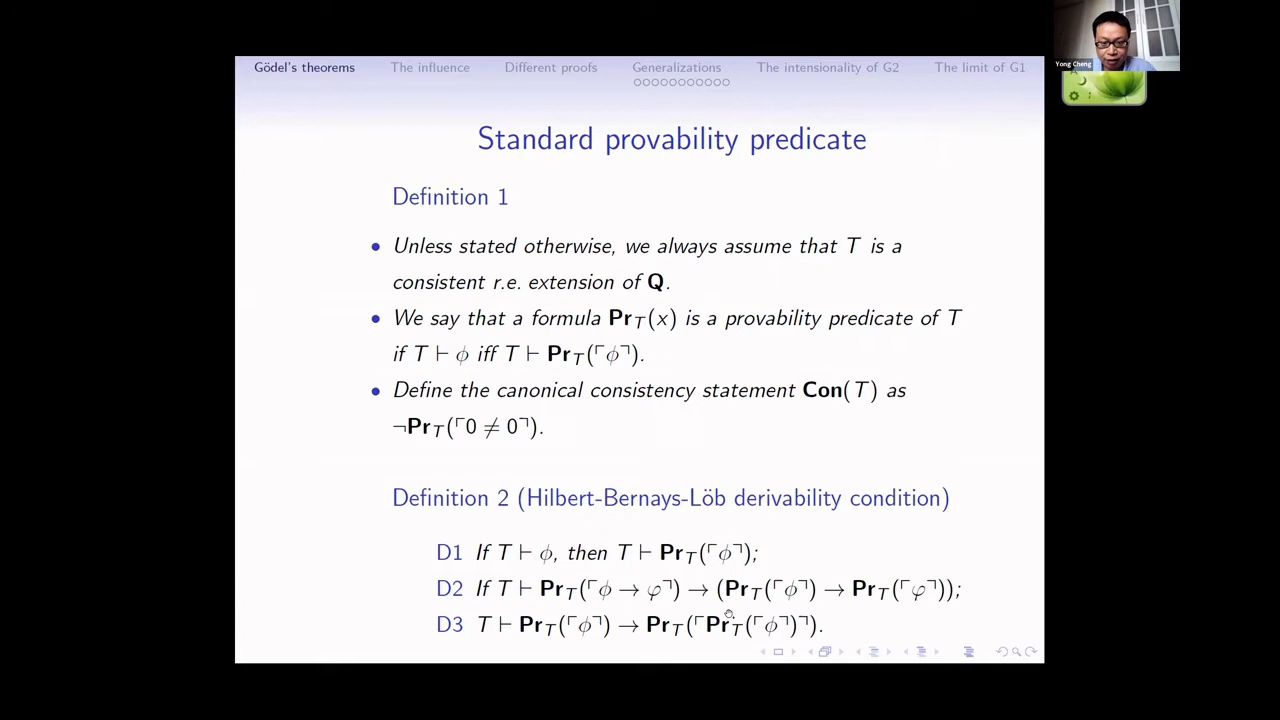 Gödel's theorems The influence Different proofs Generalizations The intensionality of G2 The limit of G1
Yong Cheng
Standard provability predicate
Definition 1
• Unless stated otherwise, we always assume that T is a
consistent r.e. extension of Q.
• We say that a formula Pr_T(x) is a provability predicate of T
if T ⊢ ϕ iff T ⊢ Pr_T(⌜ϕ⌝).
• Define the canonical consistency statement Con(T) as
¬Pr_T(⌜0 ≠ 0⌝).
Definition 2 (Hilbert-Bernays-Löb derivability condition)
D1 If T ⊢ ϕ, then T ⊢ Pr_T(⌜ϕ⌝);
D2 If T ⊢ Pr_T(⌜ϕ → φ⌝) → (Pr_T(⌜ϕ⌝) → Pr_T(⌜φ⌝));
D3 T ⊢ Pr_T(⌜ϕ⌝) → Pr_T(⌜Pr_T(⌜ϕ⌝)⌝).